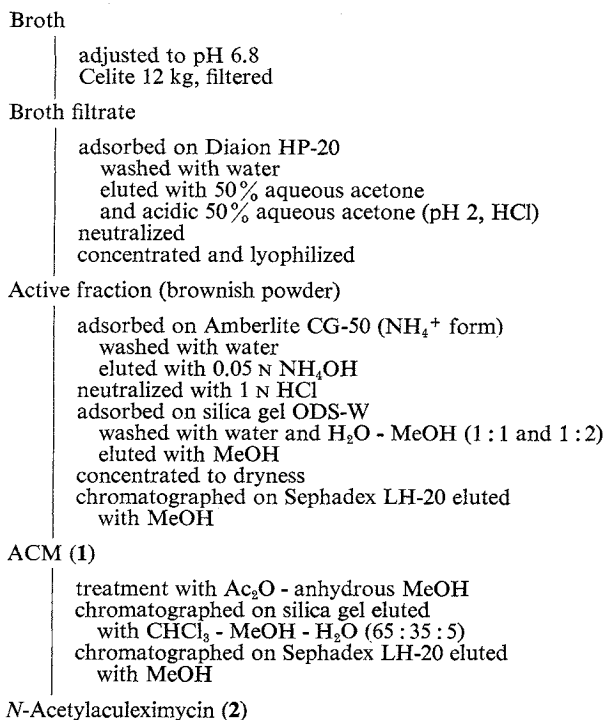 Broth
adjusted to pH 6.8
Celite 12 kg, filtered
Broth filtrate
adsorbed on Diaion HP-20
washed with water
eluted with 50% aqueous acetone
and acidic 50% aqueous acetone (pH 2, HCl)
neutralized
concentrated and lyophilized
Active fraction (brownish powder)
adsorbed on Amberlite CG-50 (NH₄⁺ form)
washed with water
eluted with 0.05 N NH₄OH
neutralized with 1 N HCl
adsorbed on silica gel ODS-W
washed with water and H₂O - MeOH (1 : 1 and 1 : 2)
eluted with MeOH
concentrated to dryness
chromatographed on Sephadex LH-20 eluted
with MeOH
ACM (1)
treatment with Ac₂O - anhydrous MeOH
chromatographed on silica gel eluted
with CHCl₃ - MeOH - H₂O (65 : 35 : 5)
chromatographed on Sephadex LH-20 eluted
with MeOH
N-Acetylaculeximycin (2)